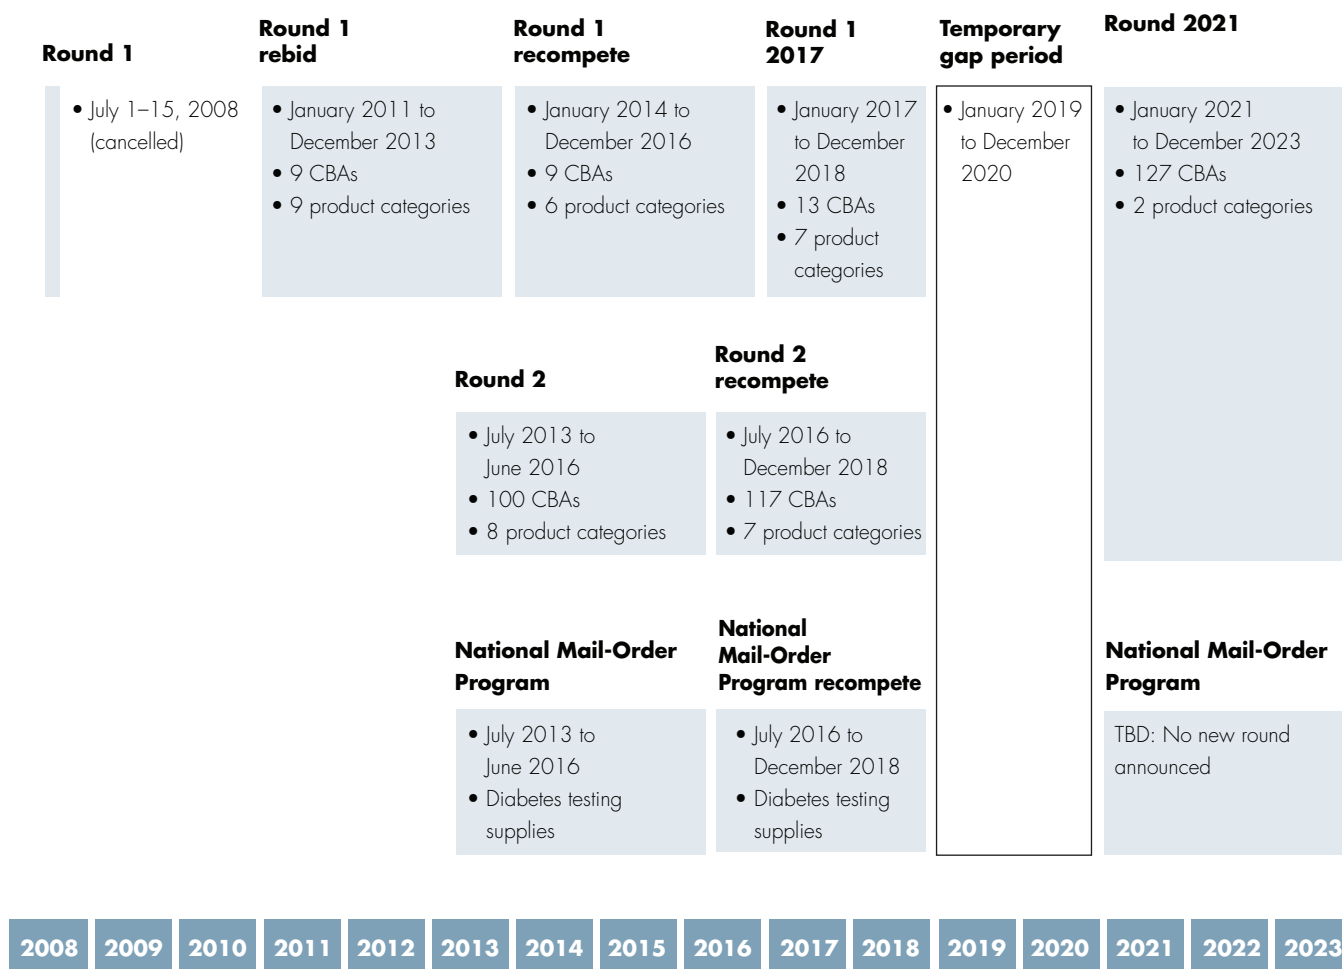 Round 1
• July 1–15, 2008
(cancelled)
Round 1
rebid
• January 2011 to
December 2013
• 9 CBAs
• 9 product categories
Round 1
recompete
• January 2014 to
December 2016
• 9 CBAs
• 6 product categories
Round 1
2017
• January 2017
to December
2018
• 13 CBAs
• 7 product
categories
Temporary
gap period
• January 2019
to December
2020
Round 2021
• January 2021
to December 2023
• 127 CBAs
• 2 product categories
Round 2
• July 2013 to
June 2016
• 100 CBAs
• 8 product categories
Round 2
recompete
• July 2016 to
December 2018
• 117 CBAs
• 7 product categories
National Mail-Order
Program
• July 2013 to
June 2016
• Diabetes testing
supplies
National
Mail-Order
Program recompete
• July 2016 to
December 2018
• Diabetes testing
supplies
National Mail-Order
Program
TBD: No new round
announced
2008 2009 2010 2011 2012 2013 2014 2015 2016 2017 2018 2019 2020 2021 2022 2023